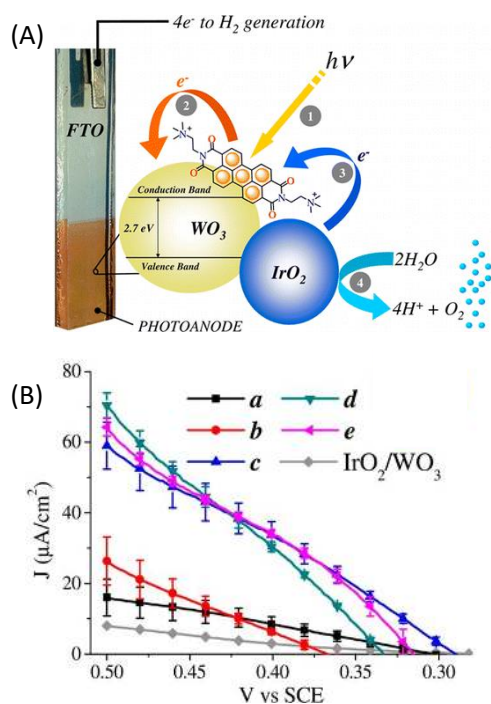 (A)
4e⁻ to H₂ generation
FTO
e⁻
2
hν
1
N⁺
O
O
N
N
O
O
N⁺
e⁻
3
Conduction Band
2.7 eV
WO₃
Valence Band
IrO₂
2H₂O
4
4H⁺ + O₂
PHOTOANODE
(B)
80
60
40
20
0
J (μA/cm²)
a
b
c
d
e
IrO₂/WO₃
0.50
0.45
0.40
0.35
0.30
V vs SCE